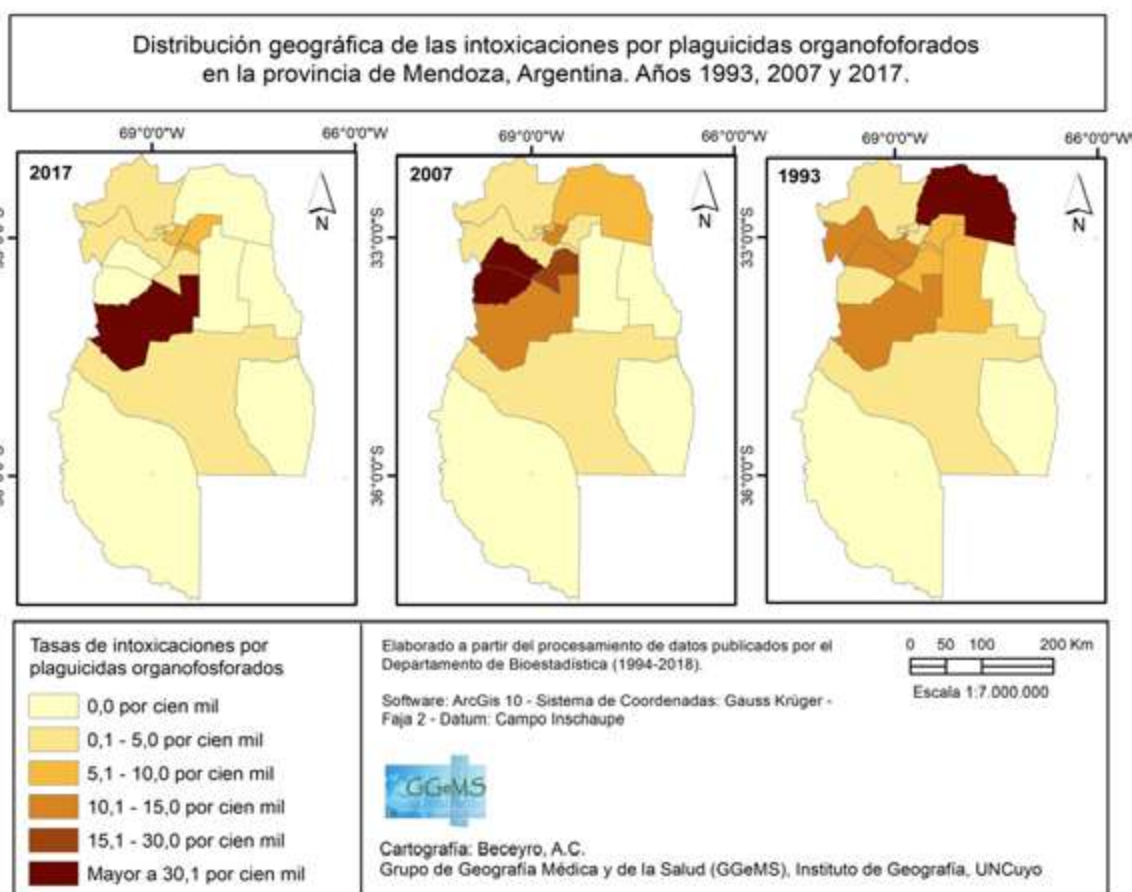 Distribución geográfica de las intoxicaciones por plaguicidas organofoforados
en la provincia de Mendoza, Argentina. Años 1993, 2007 y 2017.
69°0'0"W
66°0'0"W
69°0'0"W
66°0'0"W
69°0'0"W
66°0'0"W
2017
N
2007
N
1993
N
33°0'0"S
33°0'0"S
36°0'0"S
36°0'0"S
Tasas de intoxicaciones por
plaguicidas organofosforados
0,0 por cien mil
0,1 - 5,0 por cien mil
5,1 - 10,0 por cien mil
10,1 - 15,0 por cien mil
15,1 - 30,0 por cien mil
Mayor a 30,1 por cien mil
Elaborado a partir del procesamiento de datos publicados por el
Departamento de Bioestadística (1994-2018).
Software: ArcGis 10 - Sistema de Coordenadas: Gauss Krüger -
Faja 2 - Datum: Campo Inschaupe
GGeMS
Cartografía: Beceyro, A.C.
Grupo de Geografía Médica y de la Salud (GGeMS), Instituto de Geografía, UNCuyo
0 50 100 200 Km
Escala 1:7.000.000